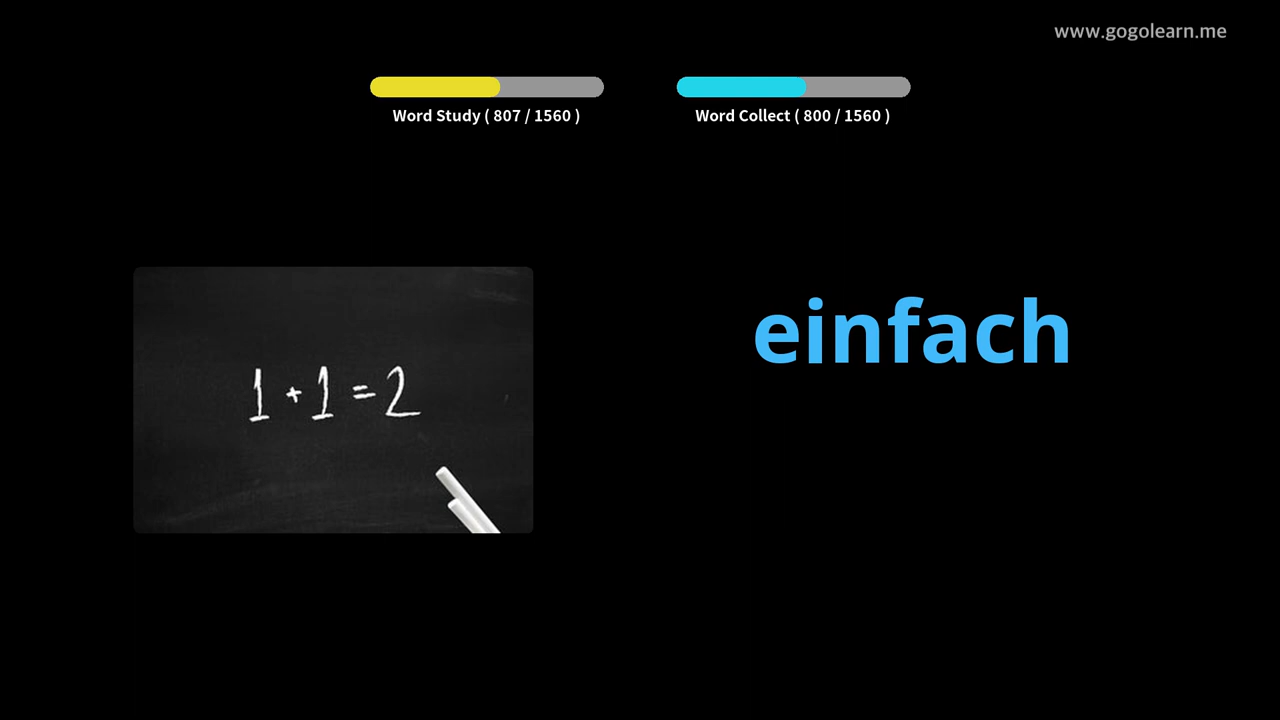 www.gogolearn.me
Word Study ( 807 / 1560 )
Word Collect ( 800 / 1560 )
einfach
1 + 1 = 2